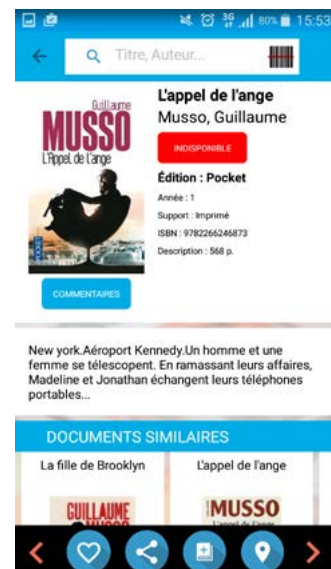 3G 80% 15:53
Titre, Auteur...
Guillaume
MUSSO
L'Appel de l'ange
POCKET
L'appel de l'ange
Musso, Guillaume
INDISPONIBLE
Édition : Pocket
Année : 1
Support : Imprimé
ISBN : 9782266246873
Description : 568 p.
COMMENTAIRES
New york.Aéroport Kennedy.Un homme et une
femme se télescopent. En ramassant leurs affaires,
Madeline et Jonathan échangent leurs téléphones
portables...
DOCUMENTS SIMILAIRES
La fille de Brooklyn
L'appel de l'ange
GUILLAUME
MUSSO
MUSSO
L'appel de l'ange